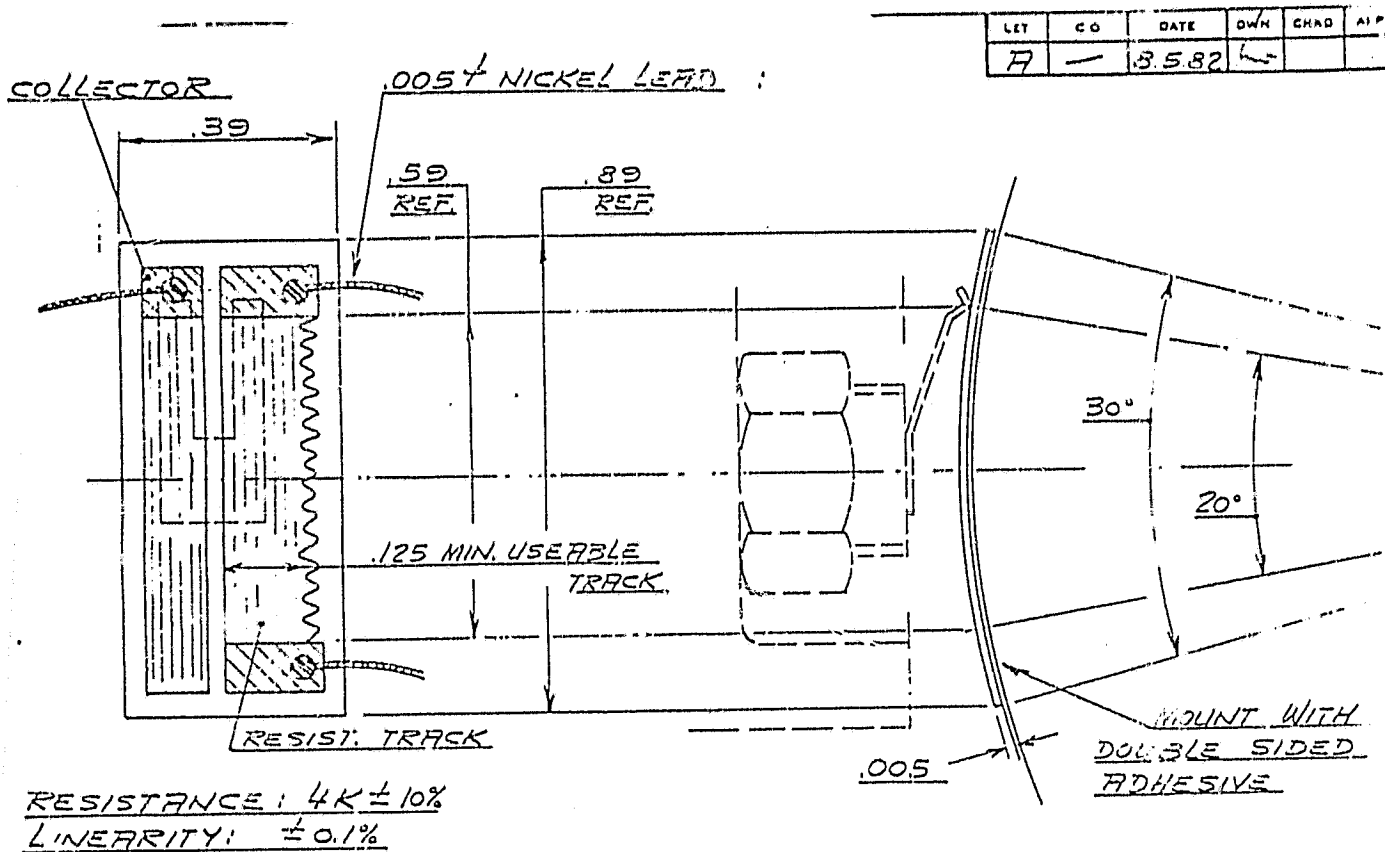 LET CO DATE DWN CHKD
A — 8.5.82
COLLECTOR
.005 NICKEL LEAD
.39
.59
REF.
.89
REF.
30°
20°
.125 MIN. USEABLE
TRACK
RESIST. TRACK
.005
MOUNT WITH
DOUBLE SIDED
ADHESIVE
RESISTANCE: 4K ± 10%
LINEARITY: ± 0.1%